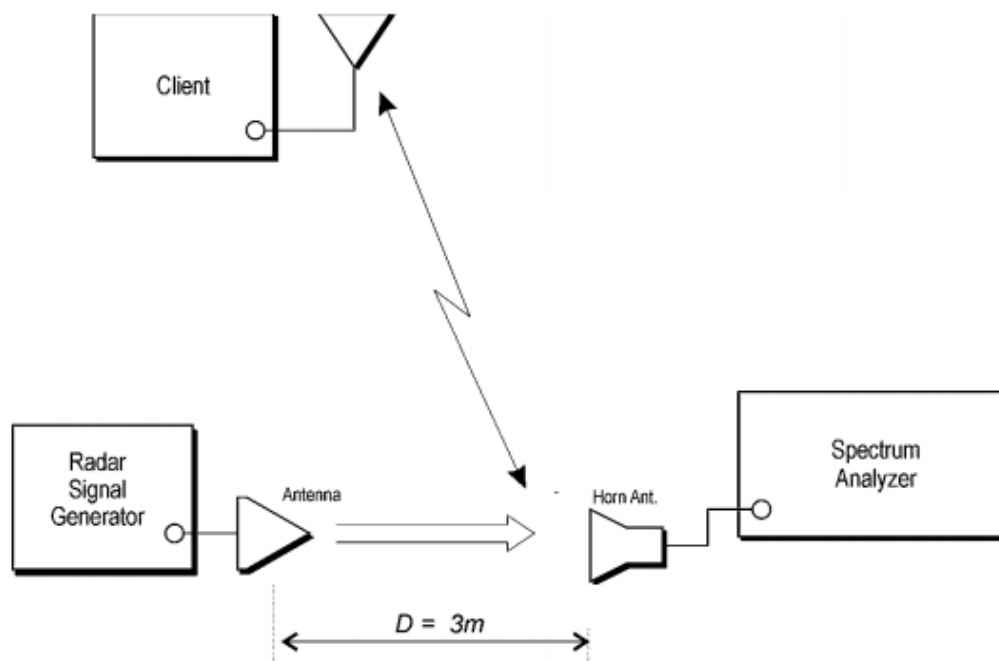 Client
Radar
Signal
Generator
Antenna
Horn Ant.
Spectrum
Analyzer
D = 3m